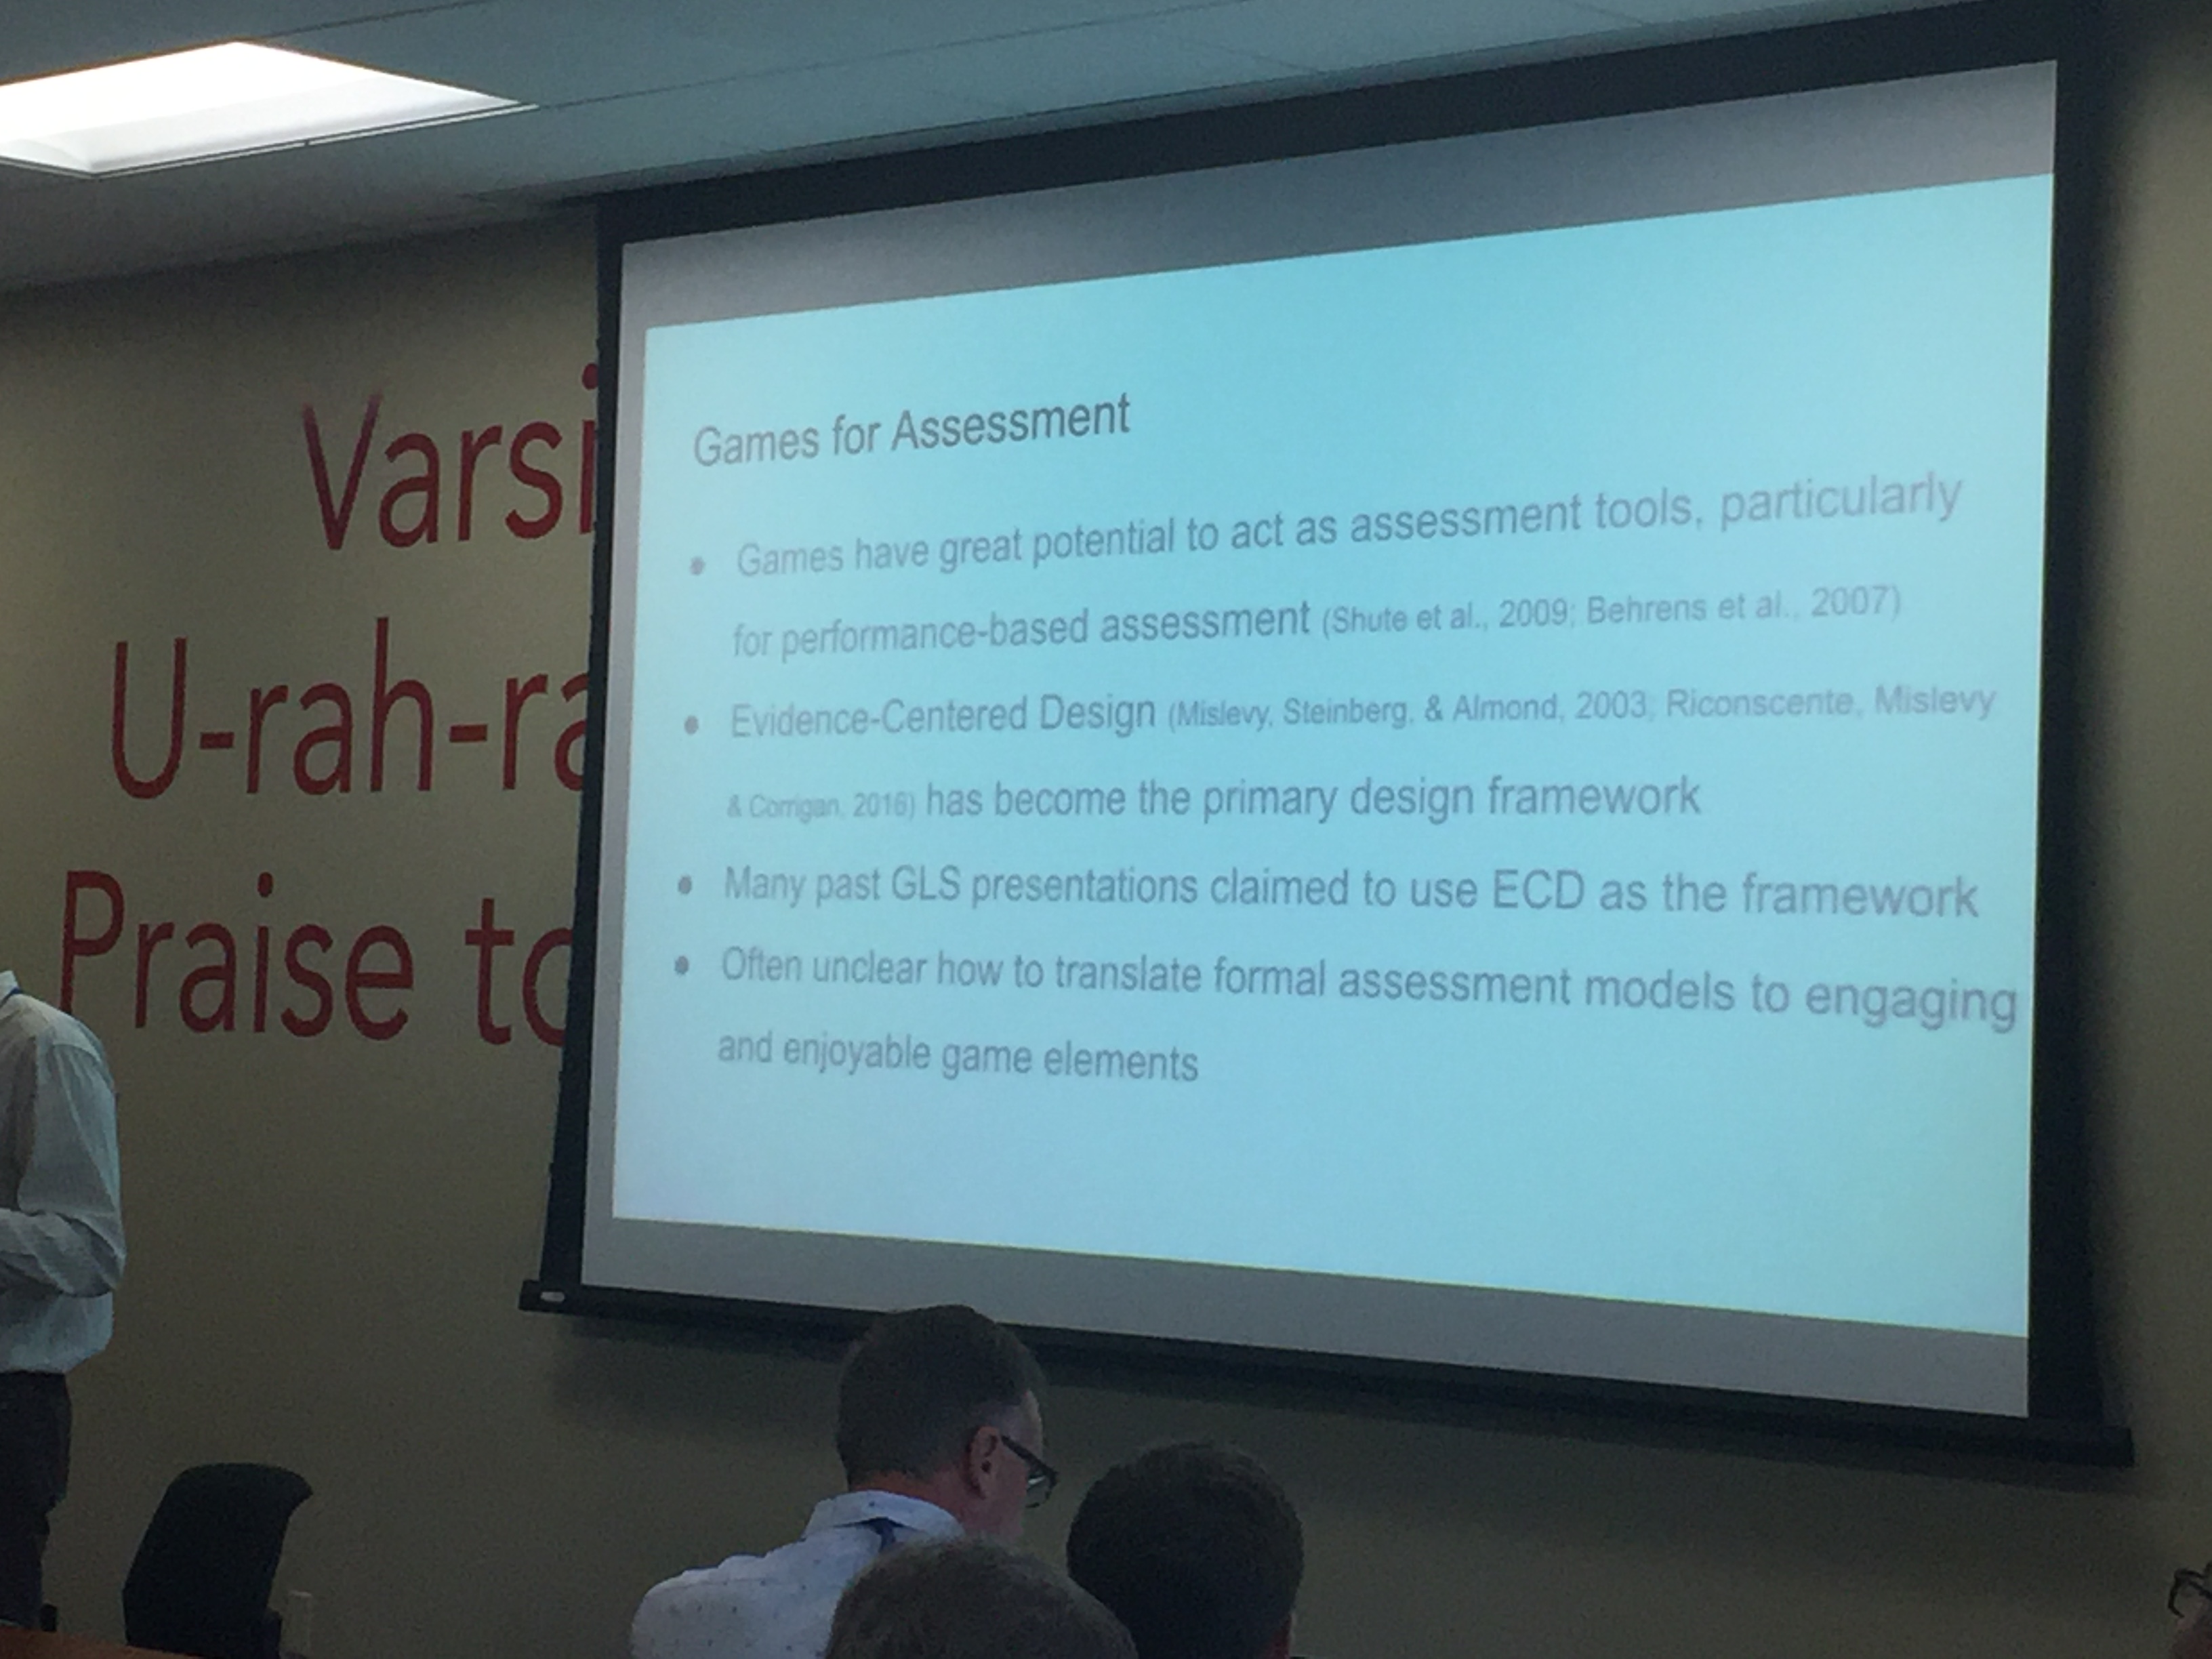 Varsi
U-rah-ra
Praise to
Games for Assessment
● Games have great potential to act as assessment tools, particularly
for performance-based assessment (Shute et al., 2009; Behrens et al., 2007)
● Evidence-Centered Design (Mislevy, Steinberg, & Almond, 2003; Riconscente, Mislevy
& Corrigan, 2016) has become the primary design framework
● Many past GLS presentations claimed to use ECD as the framework
● Often unclear how to translate formal assessment models to engaging
and enjoyable game elements